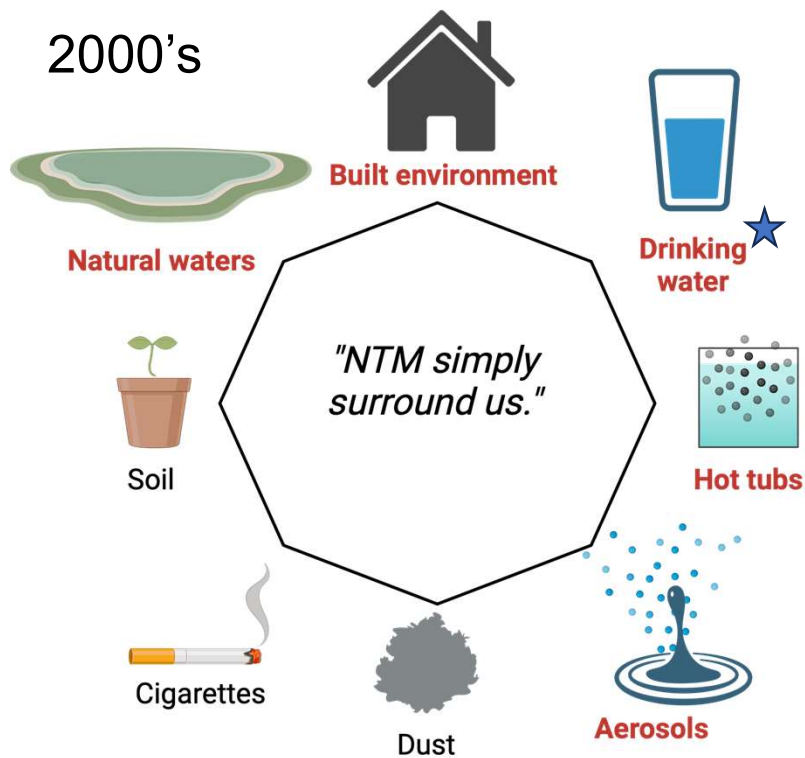 2000’s
Built environment
Natural waters
Drinking
water
"NTM simply
surround us."
Soil
Hot tubs
Cigarettes
Dust
Aerosols